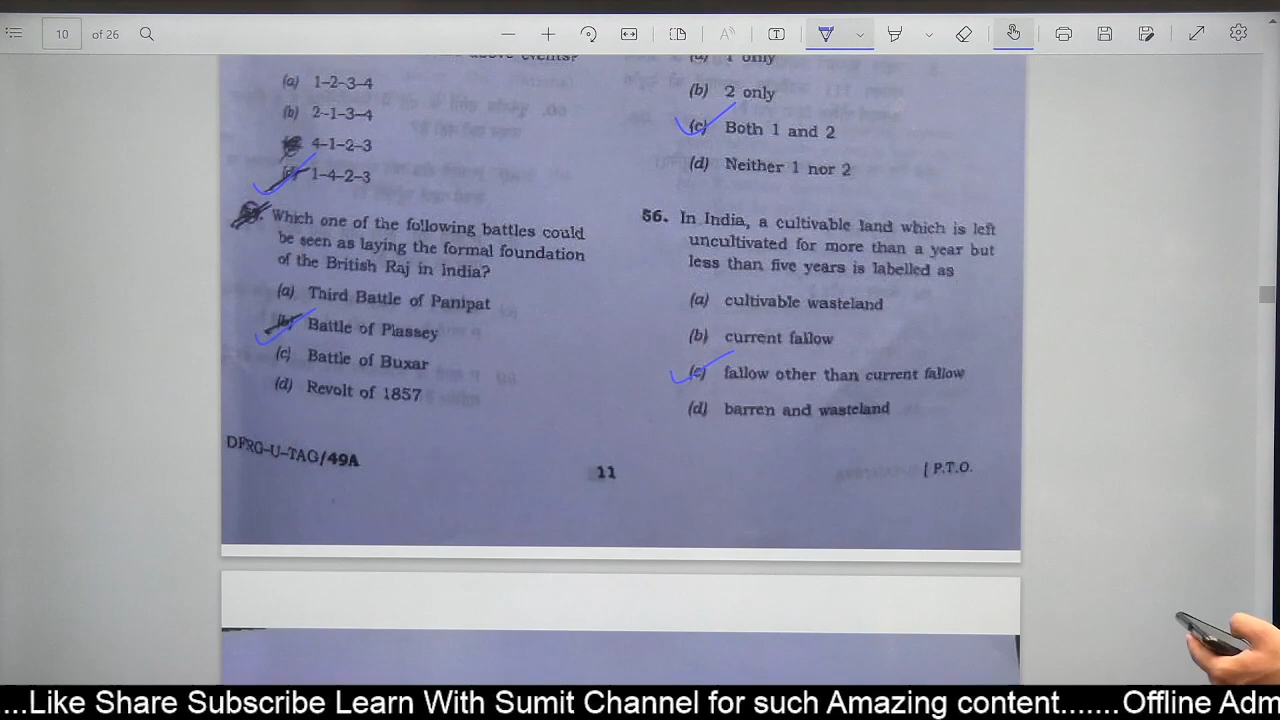 10 of 26
above events?
(a) 1–2–3–4
(b) 2–1–3–4
4–1–2–3
1–4–2–3
Which one of the following battles could
be seen as laying the formal foundation
of the British Raj in India?
(a) Third Battle of Panipat
(b) Battle of Plassey
(c) Battle of Buxar
(d) Revolt of 1857
DFRG-U-TAG/49A
(a) 1 only
(b) 2 only
(c) Both 1 and 2
(d) Neither 1 nor 2
56. In India, a cultivable land which is left
uncultivated for more than a year but
less than five years is labelled as
(a) cultivable wasteland
(b) current fallow
(c) fallow other than current fallow
(d) barren and wasteland
11
[ P.T.O.
...Like Share Subscribe Learn With Sumit Channel for such Amazing content.......Offline Adm